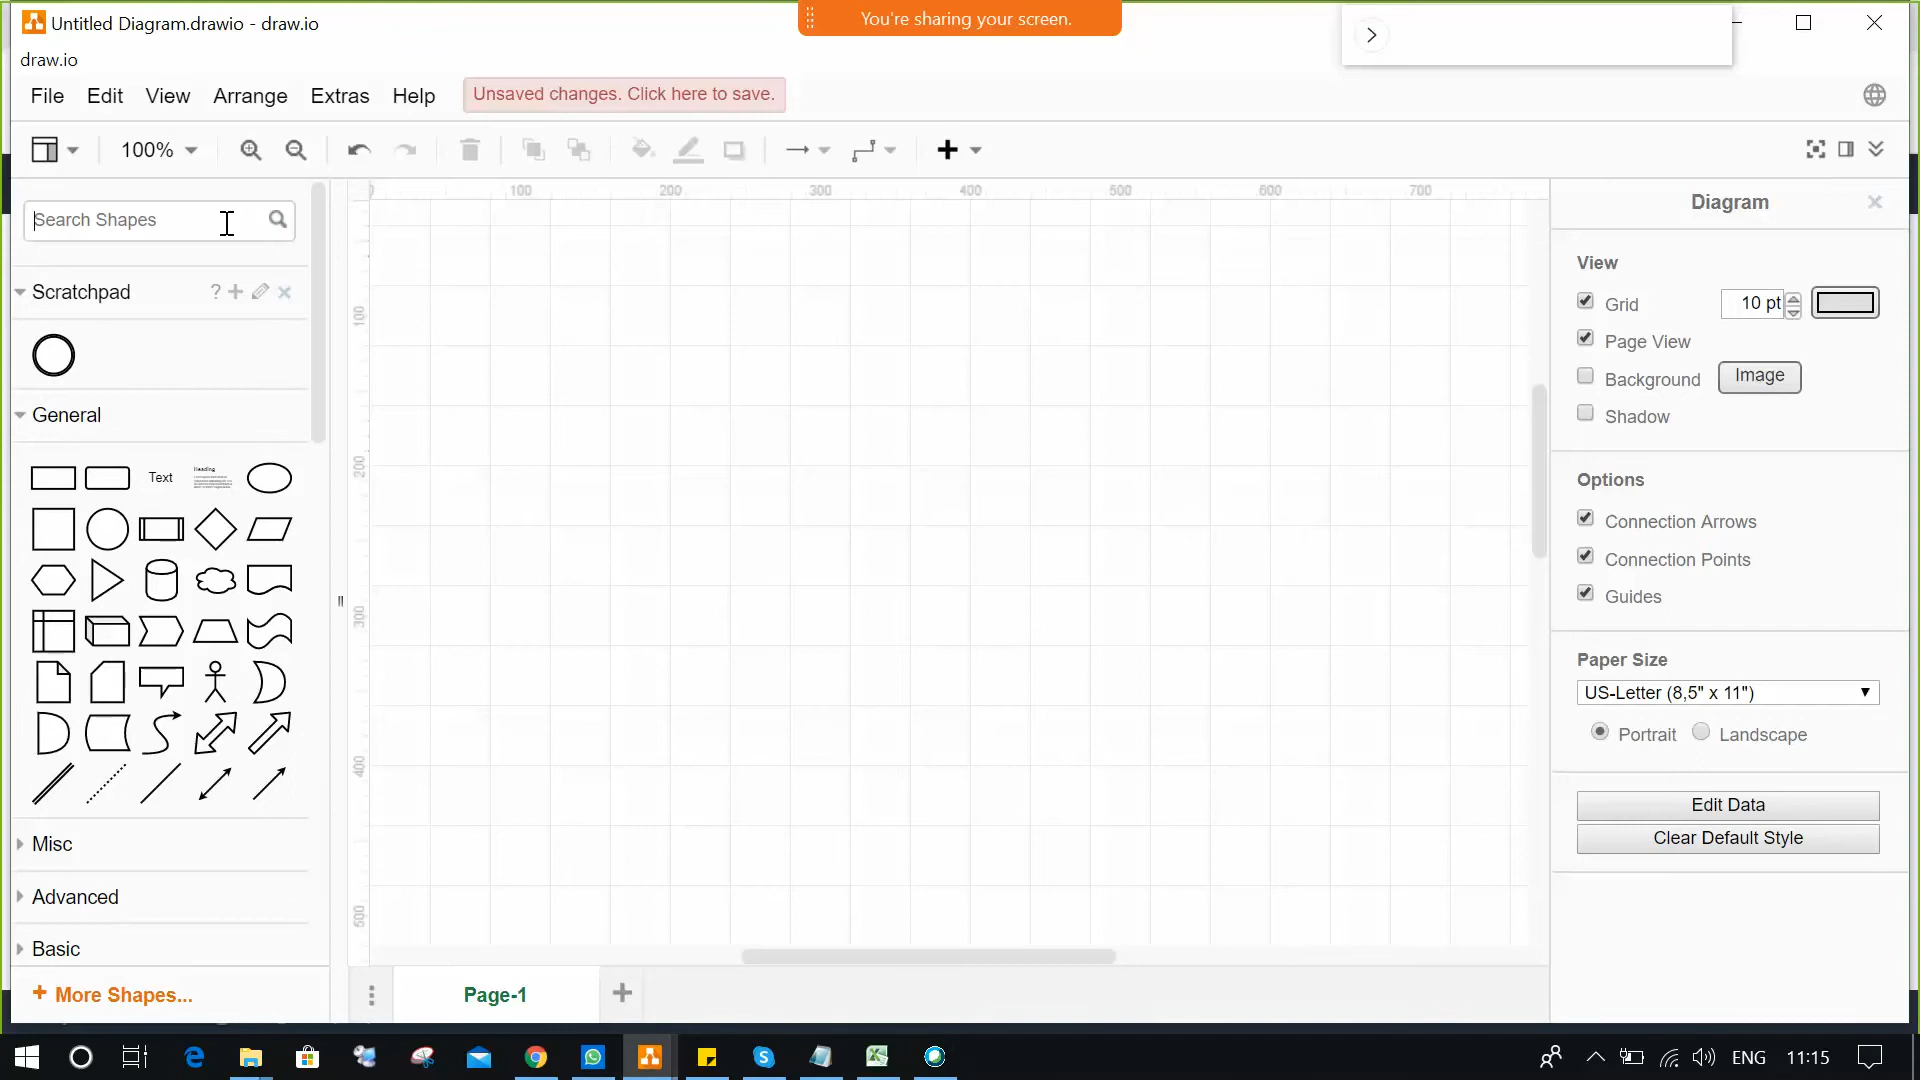 Untitled Diagram.drawio - draw.io
You're sharing your screen.
draw.io
File Edit View Arrange Extras Help
Unsaved changes. Click here to save.
100%
Search Shapes
100 200 300 400 500 600 700
Diagram
View
Scratchpad
?
Grid
10 pt
100
Page View
Background
Image
Shadow
General
200
Text
Heading
Options
Connection Arrows
Connection Points
Guides
300
Paper Size
US-Letter (8,5" x 11")
Portrait
Landscape
400
Edit Data
Clear Default Style
Misc
Advanced
500
Basic
+ More Shapes...
Page-1
ENG
11:15